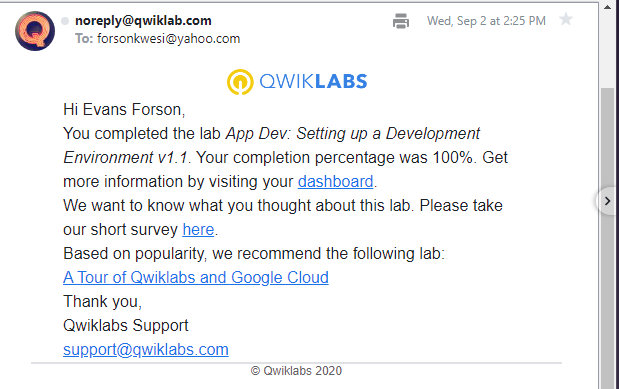 noreply@qwiklab.com
Wed, Sep 2 at 2:25 PM
To: forsonkwesi@yahoo.com
QWIKLABS
Hi Evans Forson,
You completed the lab App Dev: Setting up a Development
Environment v1.1. Your completion percentage was 100%. Get
more information by visiting your dashboard.
We want to know what you thought about this lab. Please take
our short survey here.
Based on popularity, we recommend the following lab:
A Tour of Qwiklabs and Google Cloud
Thank you,
Qwiklabs Support
support@qwiklabs.com
© Qwiklabs 2020